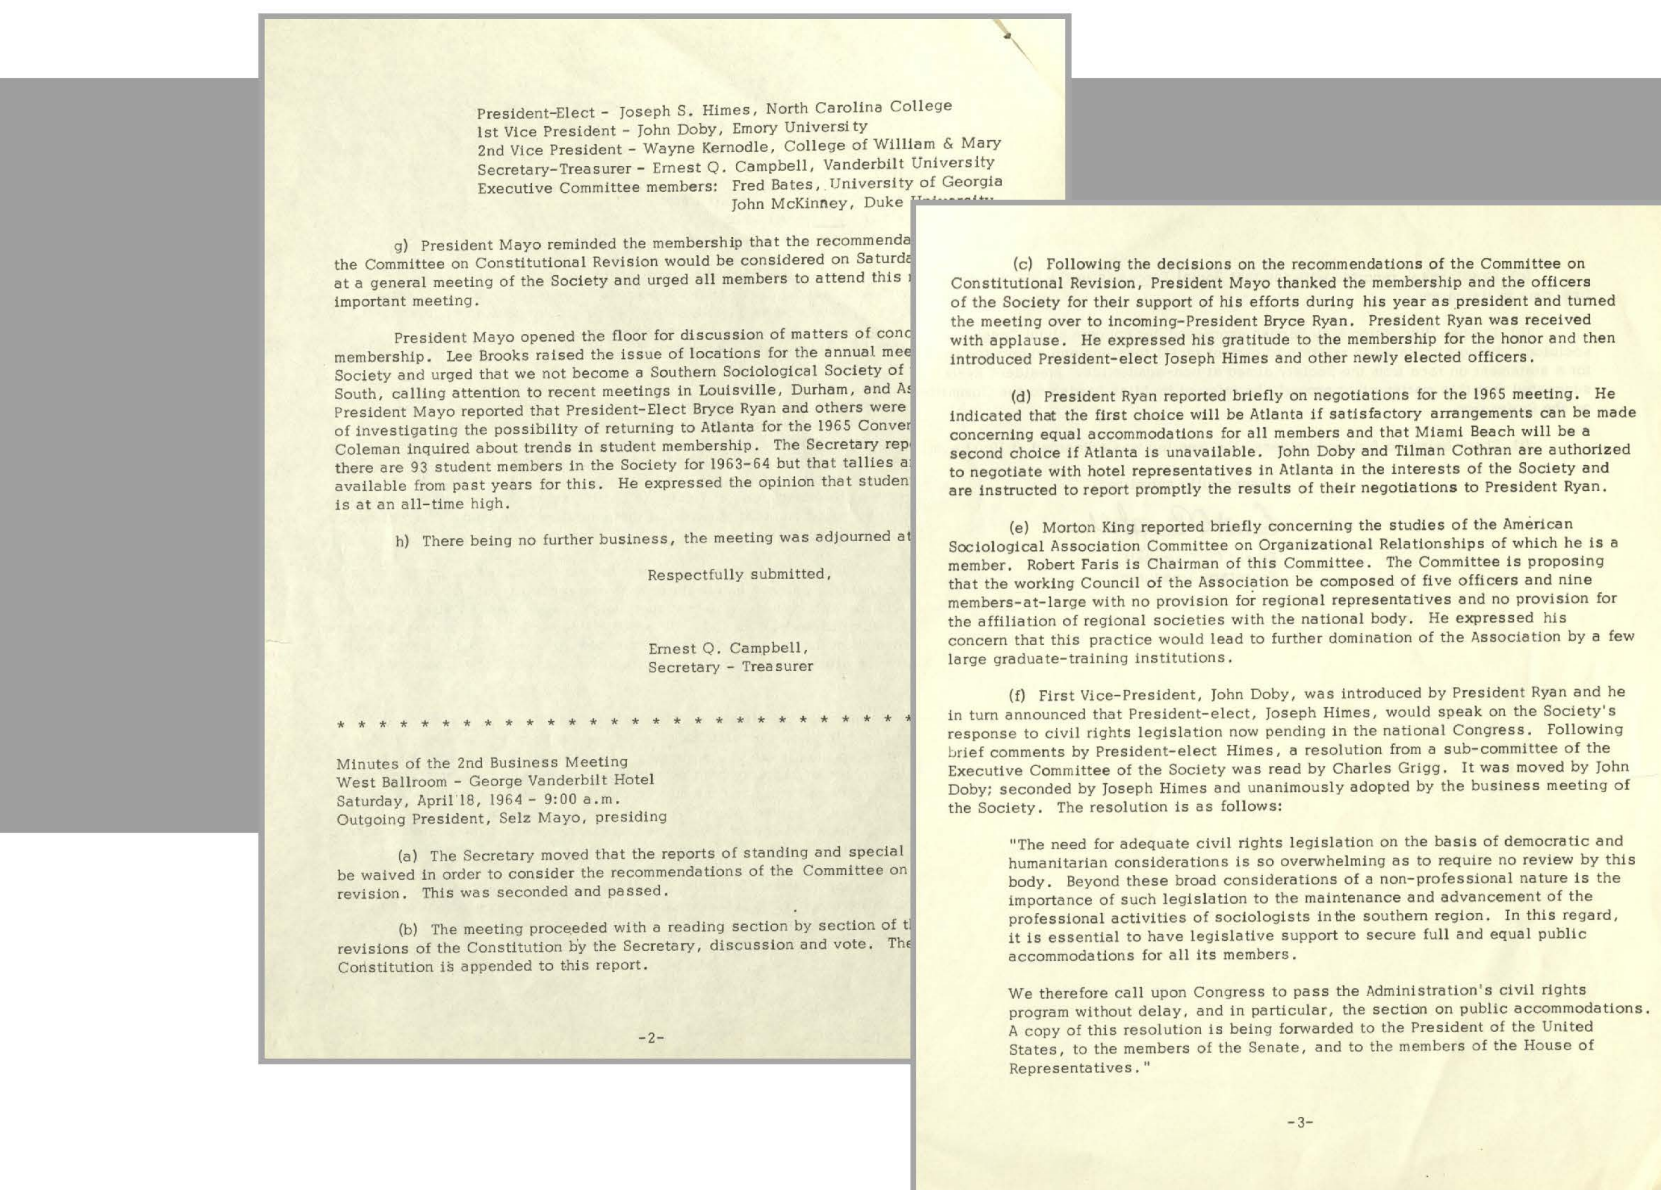 President-Elect - Joseph S. Himes, North Carolina College
1st Vice President - John Doby, Emory University
2nd Vice President - Wayne Kernodle, College of William & Mary
Secretary-Treasurer - Ernest Q. Campbell, Vanderbilt University
Executive Committee members: Fred Bates, University of Georgia
John McKinney, Duke University
g) President Mayo reminded the membership that the recommenda
the Committee on Constitutional Revision would be considered on Saturda
at a general meeting of the Society and urged all members to attend this
important meeting.
President Mayo opened the floor for discussion of matters of conc
membership. Lee Brooks raised the issue of locations for the annual mee
Society and urged that we not become a Southern Sociological Society of
South, calling attention to recent meetings in Louisville, Durham, and As
President Mayo reported that President-Elect Bryce Ryan and others were
of investigating the possibility of returning to Atlanta for the 1965 Conver
Coleman inquired about trends in student membership. The Secretary rep
there are 93 student members in the Society for 1963-64 but that tallies a
available from past years for this. He expressed the opinion that studen
is at an all-time high.
h) There being no further business, the meeting was adjourned at
Respectfully submitted,
Ernest Q. Campbell,
Secretary - Treasurer
* * * * * * * * * * * * * * * * * * * * * * * * * * * *
Minutes of the 2nd Business Meeting
West Ballroom - George Vanderbilt Hotel
Saturday, April 18, 1964 - 9:00 a.m.
Outgoing President, Selz Mayo, presiding
(a) The Secretary moved that the reports of standing and special
be waived in order to consider the recommendations of the Committee on
revision. This was seconded and passed.
(b) The meeting proceeded with a reading section by section of t
revisions of the Constitution by the Secretary, discussion and vote. The
Constitution is appended to this report.
-2-
(c) Following the decisions on the recommendations of the Committee on
Constitutional Revision, President Mayo thanked the membership and the officers
of the Society for their support of his efforts during his year as president and turned
the meeting over to incoming-President Bryce Ryan. President Ryan was received
with applause. He expressed his gratitude to the membership for the honor and then
introduced President-elect Joseph Himes and other newly elected officers.
(d) President Ryan reported briefly on negotiations for the 1965 meeting. He
indicated that the first choice will be Atlanta if satisfactory arrangements can be made
concerning equal accommodations for all members and that Miami Beach will be a
second choice if Atlanta is unavailable. John Doby and Tilman Cothran are authorized
to negotiate with hotel representatives in Atlanta in the interests of the Society and
are instructed to report promptly the results of their negotiations to President Ryan.
(e) Morton King reported briefly concerning the studies of the American
Sociological Association Committee on Organizational Relationships of which he is a
member. Robert Faris is Chairman of this Committee. The Committee is proposing
that the working Council of the Association be composed of five officers and nine
members-at-large with no provision for regional representatives and no provision for
the affiliation of regional societies with the national body. He expressed his
concern that this practice would lead to further domination of the Association by a few
large graduate-training institutions.
(f) First Vice-President, John Doby, was introduced by President Ryan and he
in turn announced that President-elect, Joseph Himes, would speak on the Society's
response to civil rights legislation now pending in the national Congress. Following
brief comments by President-elect Himes, a resolution from a sub-committee of the
Executive Committee of the Society was read by Charles Grigg. It was moved by John
Doby; seconded by Joseph Himes and unanimously adopted by the business meeting of
the Society. The resolution is as follows:
"The need for adequate civil rights legislation on the basis of democratic and
humanitarian considerations is so overwhelming as to require no review by this
body. Beyond these broad considerations of a non-professional nature is the
importance of such legislation to the maintenance and advancement of the
professional activities of sociologists in the southern region. In this regard,
it is essential to have legislative support to secure full and equal public
accommodations for all its members.
We therefore call upon Congress to pass the Administration's civil rights
program without delay, and in particular, the section on public accommodations.
A copy of this resolution is being forwarded to the President of the United
States, to the members of the Senate, and to the members of the House of
Representatives."
-3-